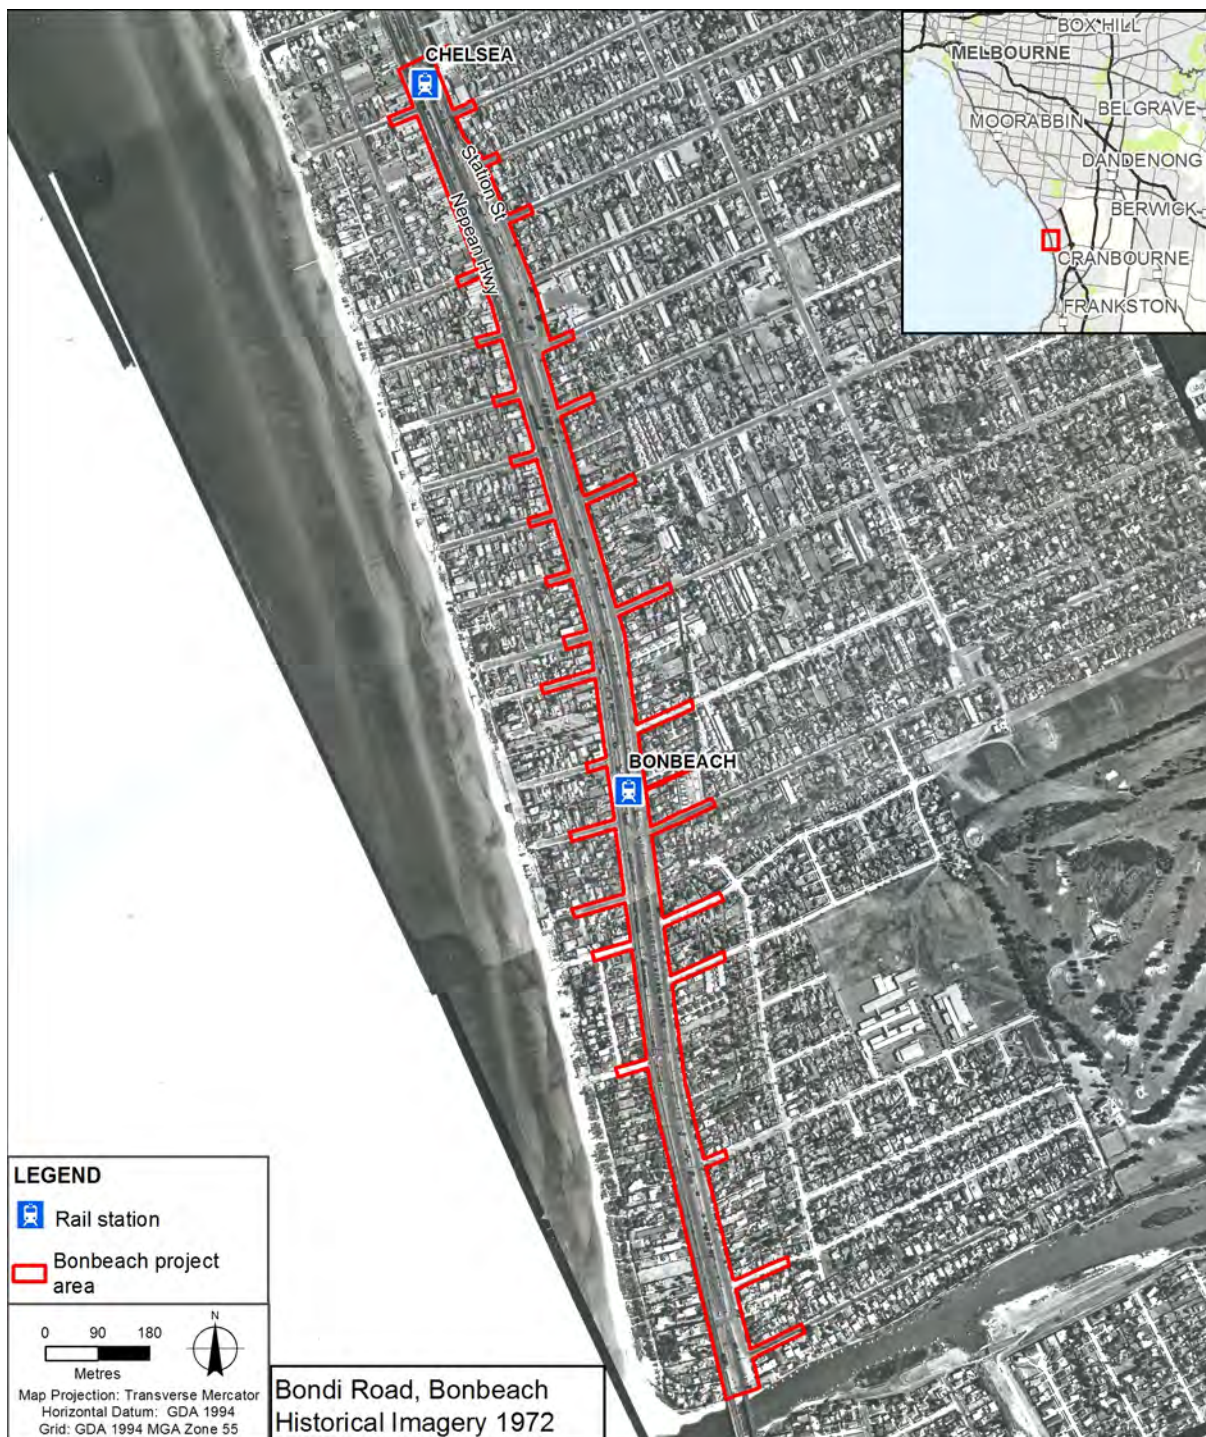 CHELSEA
Station St
Nepean Hwy
BONBEACH
BOX HILL
MELBOURNE
BELGRAVE
MOORABBIN
DANDENONG
BERWICK
CRANBOURNE
FRANKSTON
LEGEND
Rail station
Bonbeach project
area
N
0 90 180
Metres
Map Projection: Transverse Mercator
Horizontal Datum: GDA 1994
Grid: GDA 1994 MGA Zone 55
Bondi Road, Bonbeach
Historical Imagery 1972